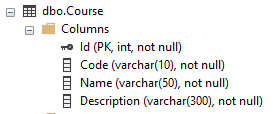 dbo.Course
Columns
Id (PK, int, not null)
Code (varchar(10), not null)
Name (varchar(50), not null)
Description (varchar(300), not null)